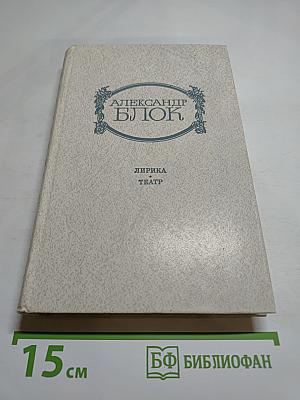 АЛЕКСАНДР
БЛОК
ЛИРИКА
•
ТЕАТР
15 см
БФ БИБЛИОФАН